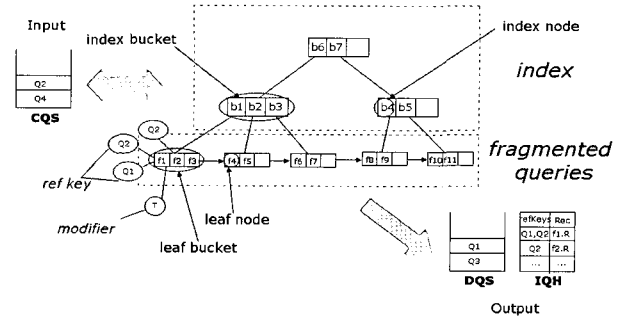 Input
index bucket
index node
b6 b7
index
Q2
Q4
CQS
b1 b2 b3
b4 b5
Q2
Q2
fragmented
queries
f1 f2 f3
f4 f5
f6 f7
f8 f9
f10 f11
ref key
Q1
leaf node
T
modifier
leaf bucket
refKeys Rec
Q1,Q2 f1.R
Q1
Q2 f2.R
Q3
... ...
DQS
IQH
Output